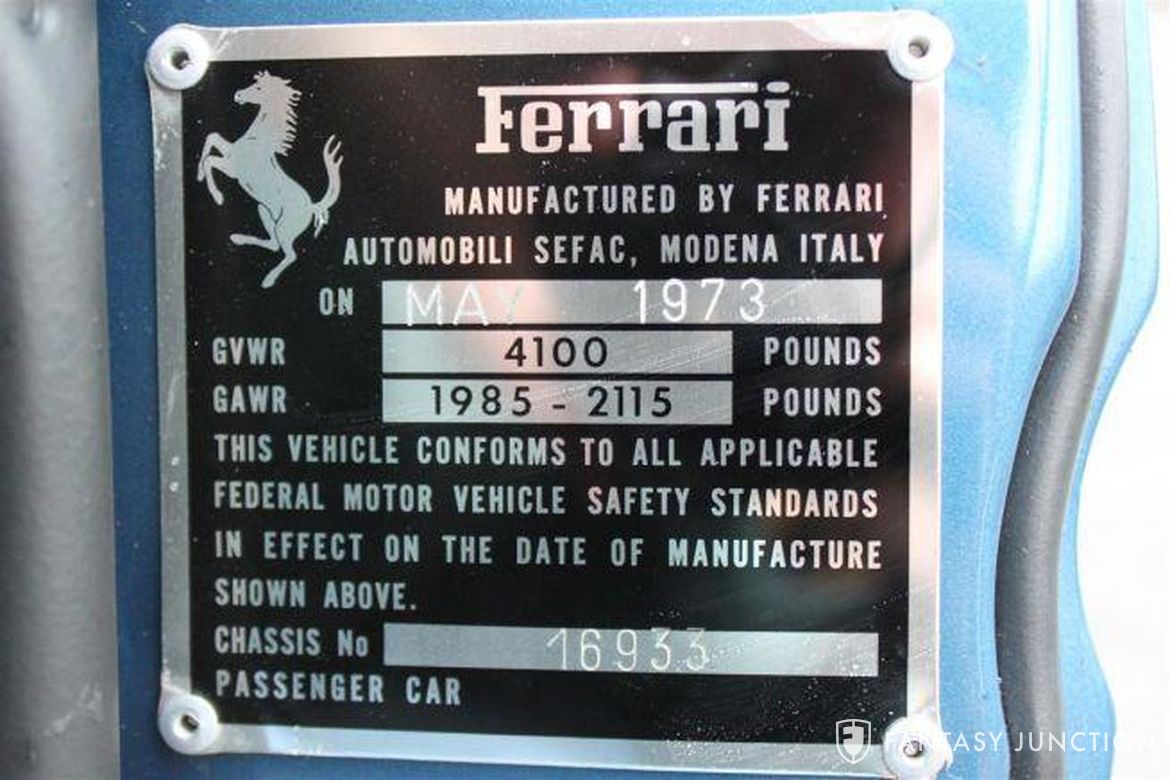 Ferrari
MANUFACTURED BY FERRARI
AUTOMOBILI SEFAC, MODENA ITALY
ON MAY 1973
GVWR 4100 POUNDS
GAWR 1985 - 2115 POUNDS
THIS VEHICLE CONFORMS TO ALL APPLICABLE
FEDERAL MOTOR VEHICLE SAFETY STANDARDS
IN EFFECT ON THE DATE OF MANUFACTURE
SHOWN ABOVE.
CHASSIS No 16933
PASSENGER CAR
FANTASY JUNCTION